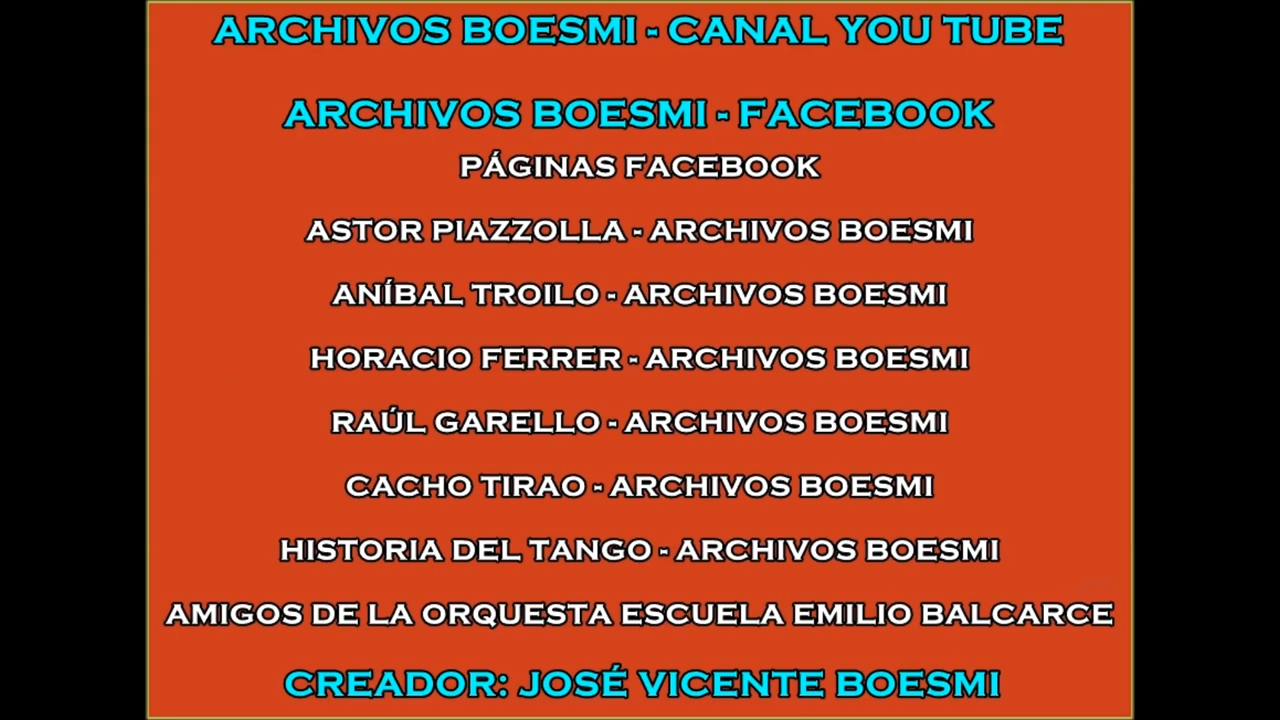 ARCHIVOS BOESMI - CANAL YOU TUBE
ARCHIVOS BOESMI - FACEBOOK
PÁGINAS FACEBOOK
ASTOR PIAZZOLLA - ARCHIVOS BOESMI
ANÍBAL TROILO - ARCHIVOS BOESMI
HORACIO FERRER - ARCHIVOS BOESMI
RAÚL GARELLO - ARCHIVOS BOESMI
CACHO TIRAO - ARCHIVOS BOESMI
HISTORIA DEL TANGO - ARCHIVOS BOESMI
AMIGOS DE LA ORQUESTA ESCUELA EMILIO BALCARCE
CREADOR: JOSÉ VICENTE BOESMI